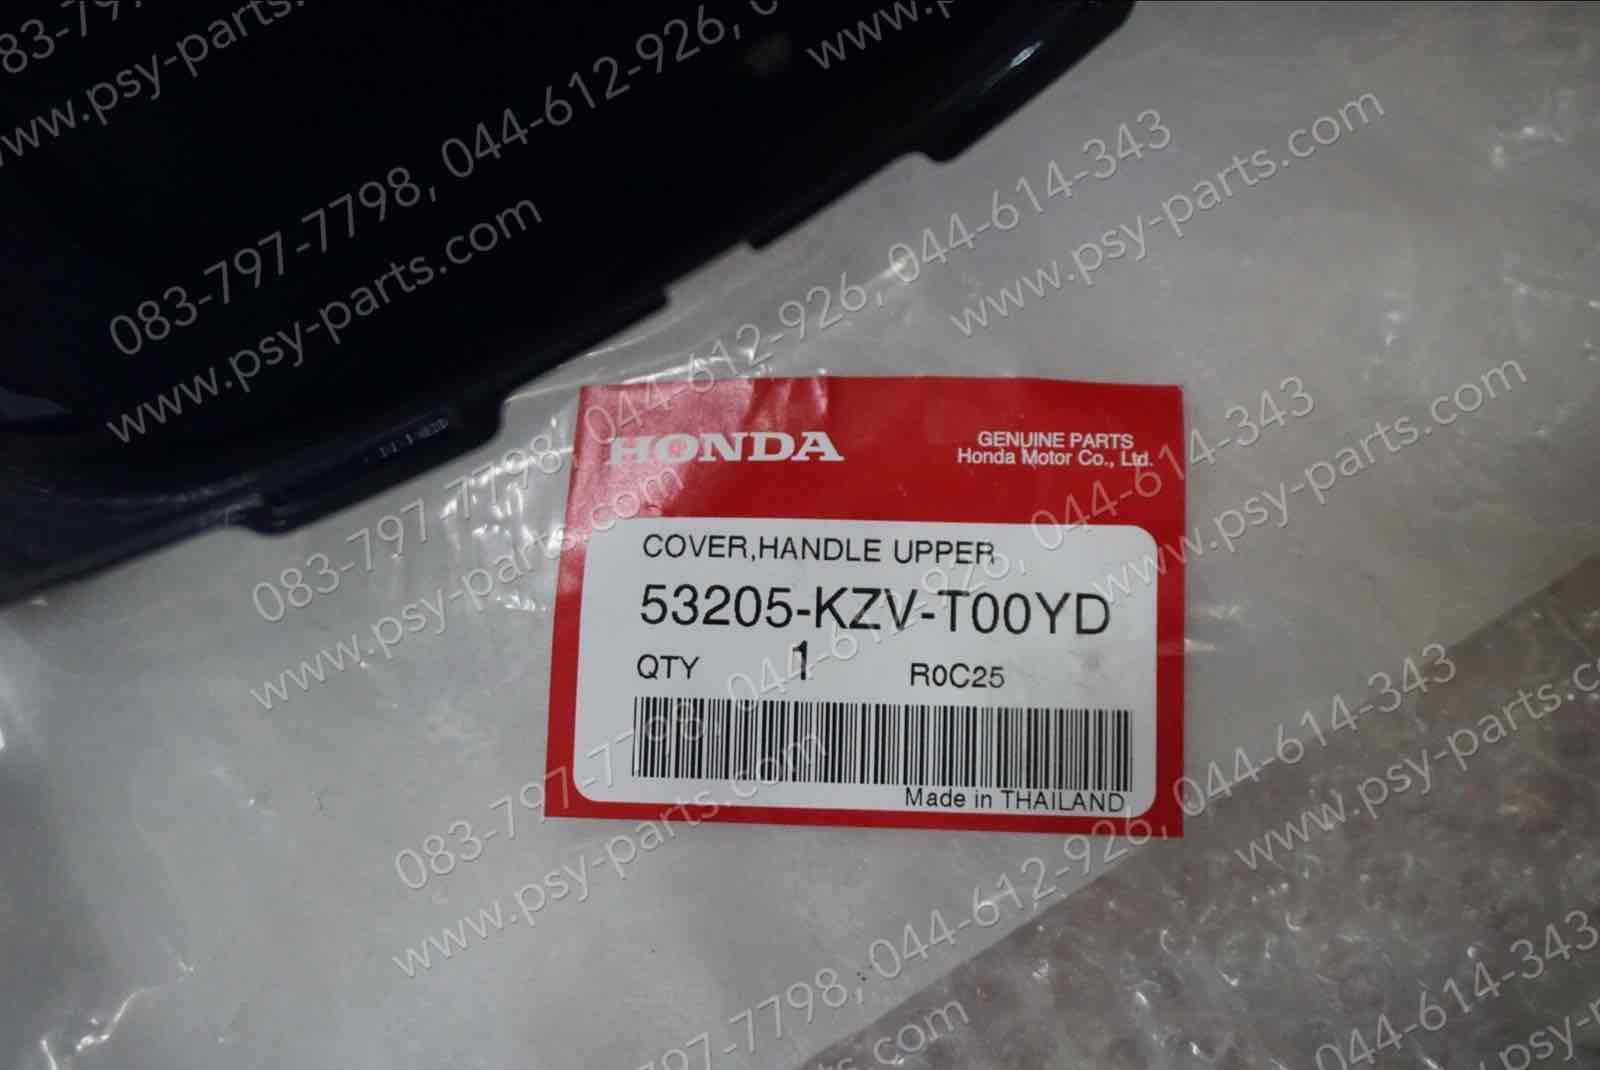 083-797-7798, 044-612-926, 044-614-343
www.psy-parts.com
HONDA
GENUINE PARTS
Honda Motor Co., Ltd.
COVER,HANDLE UPPER
53205-KZV-T00YD
QTY 1 R0C25
Made in THAILAND